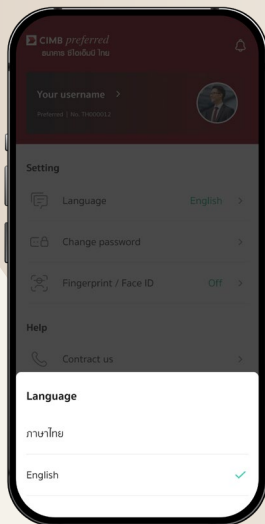 CIMB preferred
ธนาคาร ซีไอเอ็มบี ไทย
Your username >
Preferred | No. TH600012
Setting
Language English >
Change password >
Fingerprint / Face ID Off >
Help
Contract us >
Language
ภาษาไทย
English